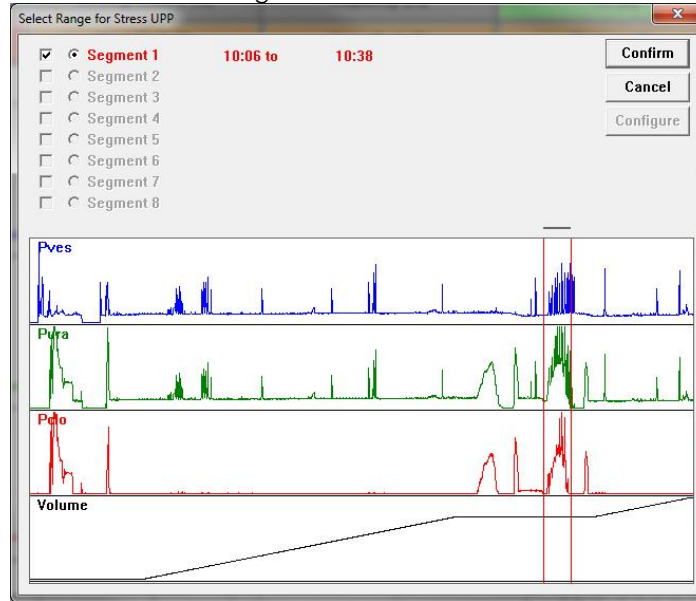 Select Range for Stress UPP
Segment 1 10:06 to 10:38
Segment 2
Segment 3
Segment 4
Segment 5
Segment 6
Segment 7
Segment 8
Confirm
Cancel
Configure
Pves
Pura
Pclo
Volume